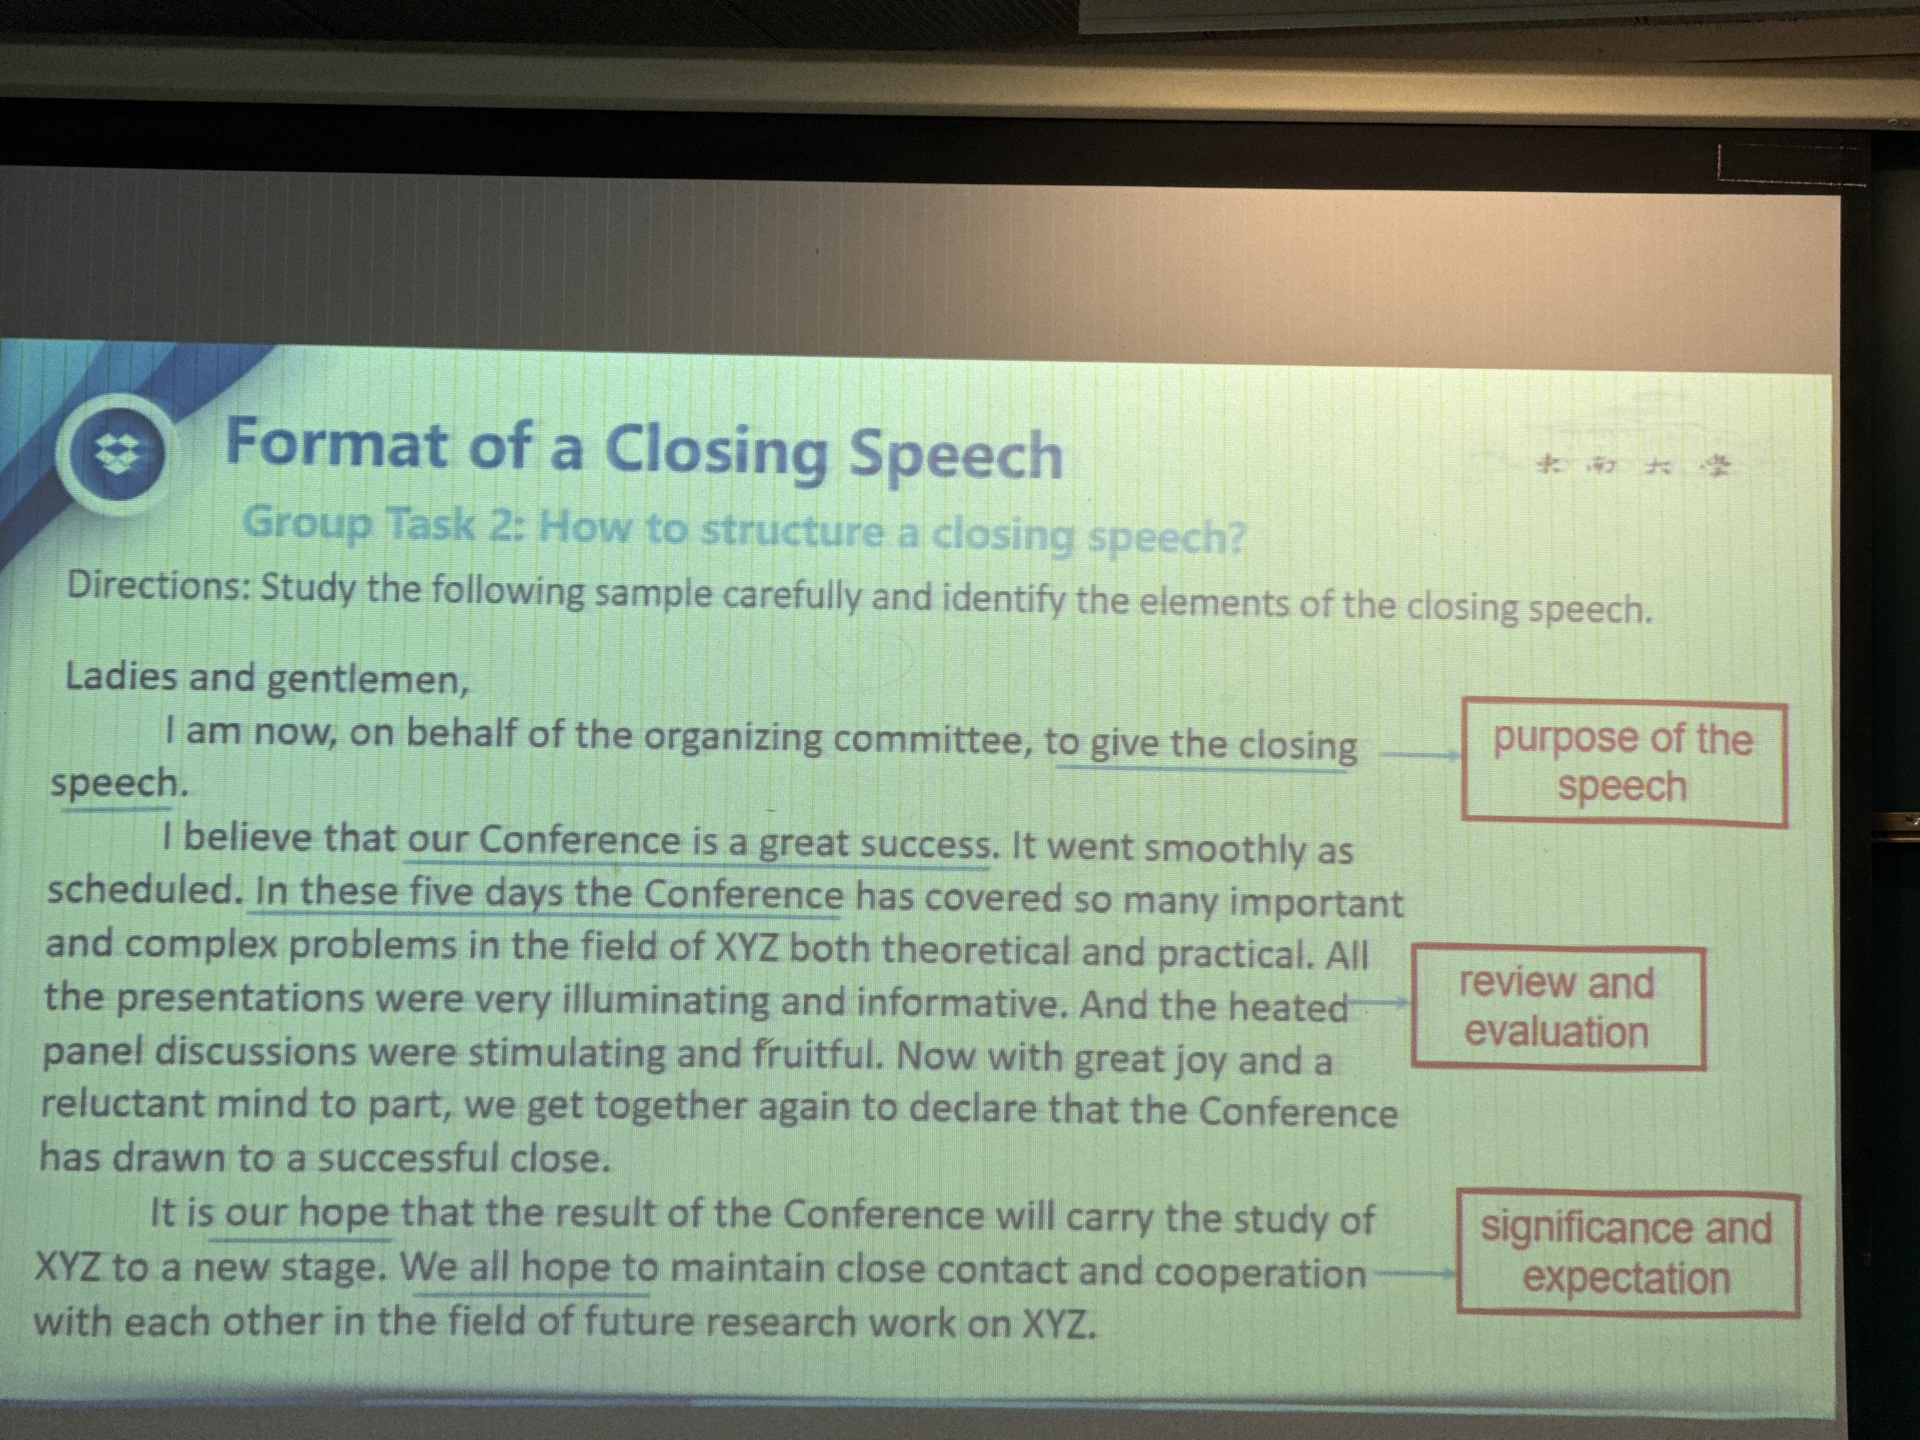 Format of a Closing Speech
Group Task 2: How to structure a closing speech?
Directions: Study the following sample carefully and identify the elements of the closing speech.
Ladies and gentlemen,
I am now, on behalf of the organizing committee, to give the closing
speech.
purpose of the
speech
I believe that our Conference is a great success. It went smoothly as
scheduled. In these five days the Conference has covered so many important
and complex problems in the field of XYZ both theoretical and practical. All
the presentations were very illuminating and informative. And the heated
panel discussions were stimulating and fruitful. Now with great joy and a
reluctant mind to part, we get together again to declare that the Conference
has drawn to a successful close.
review and
evaluation
It is our hope that the result of the Conference will carry the study of
XYZ to a new stage. We all hope to maintain close contact and cooperation
with each other in the field of future research work on XYZ.
significance and
expectation